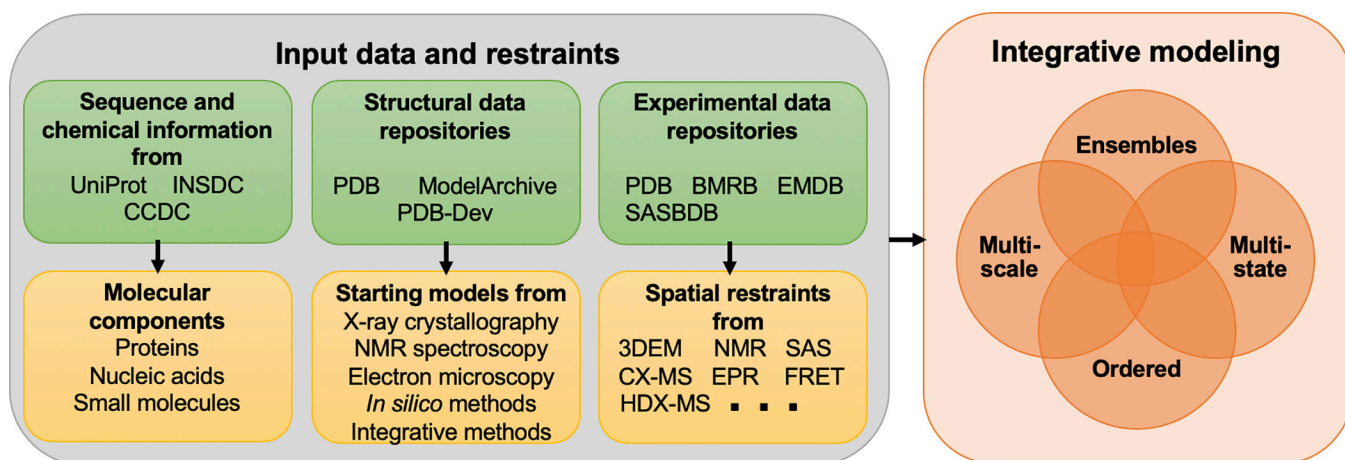 Input data and restraints
Sequence and
chemical information
from
UniProt INSDC
CCDC
Structural data
repositories
PDB ModelArchive
PDB-Dev
Experimental data
repositories
PDB BMRB EMDB
SASBDB
Molecular
components
Proteins
Nucleic acids
Small molecules
Starting models from
X-ray crystallography
NMR spectroscopy
Electron microscopy
In silico methods
Integrative methods
Spatial restraints
from
3DEM NMR SAS
CX-MS EPR FRET
HDX-MS . . .
Integrative modeling
Ensembles
Multi-
scale
Multi-
state
Ordered